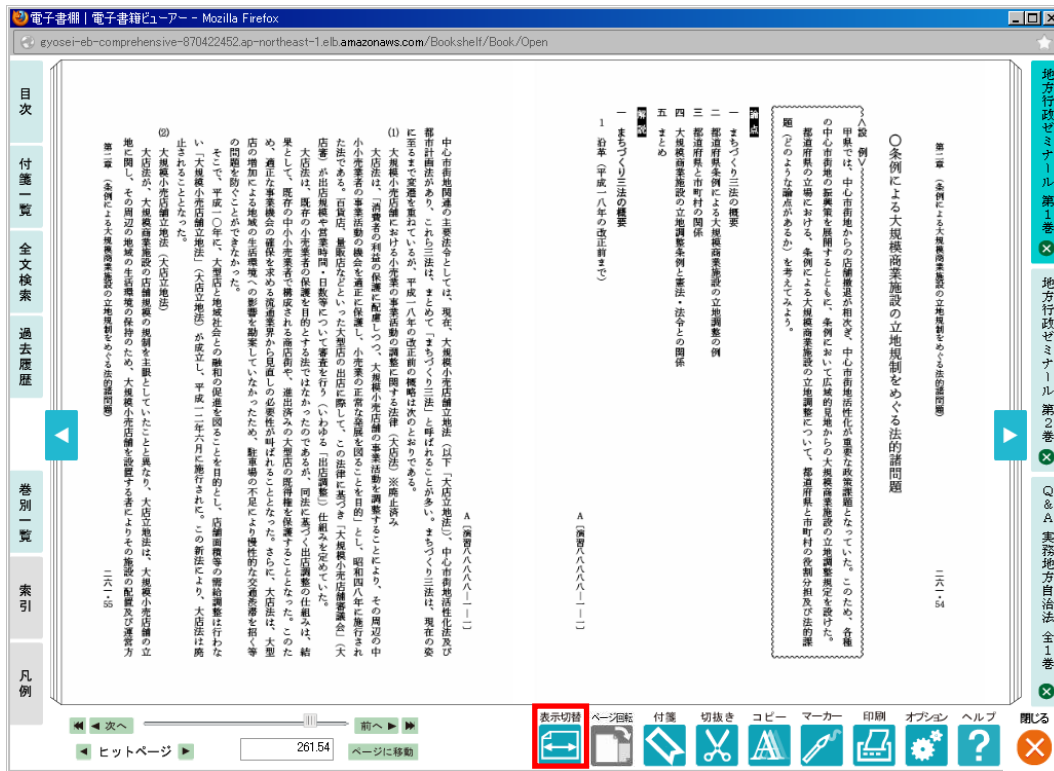 電子書棚 | 電子書籍ビューアー - Mozilla Firefox
gyosei-eb-comprehensive-870422452.ap-northeast-1.elb.amazonaws.com/Bookshelf/Book/Open
目次
付箋一覧
全文検索
過去履歴
巻別一覧
索引
凡例
第二章 (条例による大規模商業施設の立地規制をめぐる法的諸問題)
二六一・54
〇条例による大規模商業施設の立地規制をめぐる法的諸問題
A〔演習八八八八―一―一〕
〈設 例〉
甲県では、中心市街地からの店舗撤退が相次ぎ、中心市街地活性化が重要な政策課題となっていた。このため、各種
の中心市街地の振興策を展開するとともに、条例において広域的見地からの大規模商業施設の立地調整規定を設けた。
都道府県の立場における、条例による大規模商業施設の立地調整について、都道府県と市町村の役割分担及び法的課
題(どのような論点があるか)を考えてみよう。
論点
一 まちづくり三法の概要
二 都道府県条例による大規模商業施設の立地調整の例
三 都道府県と市町村の関係
四 大規模商業施設の立地調整条例と憲法・法令との関係
五 まとめ
解説
一 まちづくり三法の概要
1 沿革(平成一八年の改正前まで)
A〔演習八八八八―一―一〕
中心市街地関連の主要法令としては、現在、大規模小売店舗立地法(以下「大店立地法」)、中心市街地活性化法及び
都市計画法があり、これら三法は、まとめて「まちづくり三法」と呼ばれることが多い。まちづくり三法は、現在の姿
に至るまで変遷を重ねているが、平成一八年の改正前の概略は次のとおりである。
(1) 大規模小売店舗における小売業の事業活動の調整に関する法律(大店法)※廃止済み
大店法は、「消費者の利益の保護に配慮しつつ、大規模小売店舗の事業活動を調整することにより、その周辺の中
小小売業者の事業活動の機会を適正に保護し、小売業の正常な発展を図ることを目的」とし、昭和四八年に施行され
た法である。百貨店、量販店などといった大型店の出店に際して、この法律に基づき「大規模小売店舗審議会」(大
店審)が出店規模や営業時間・日数等について審査を行う(いわゆる「出店調整」)仕組みを定めていた。
大店法は、既存の小売業者の保護を目的とする法ではなかったのであるが、同法に基づく出店調整の仕組みは、結
果として、既存の中小小売業者で構成される商店街や、進出済みの大型店の既得権を保護することとなった。このた
め、適正な事業機会の確保を求める流通業界から見直しの必要性が叫ばれることとなった。さらに、大店法は、大型
店の増加による地域の生活環境への影響を勘案していなかったため、駐車場の不足により慢性的な交通渋滞を招く等
の問題を防ぐことができなかった。
そこで、平成一〇年に、大型店と地域社会との融和の促進を図ることを目的とし、店舗面積等の需給調整は行わな
い「大規模小売店舗立地法」(大店立地法)が成立し、平成一二年六月に施行された。この新法により、大店法は廃
止されることとなった。
(2) 大規模小売店舗立地法(大店立地法)
大店法が、大規模商業施設の店舗規模の規制を主眼としていたことと異なり、大店立地法は、大規模小売店舗の立
地に関し、その周辺の地域の生活環境の保持のため、大規模小売店舗を設置する者によりその施設の配置及び運営方
第二章 (条例による大規模商業施設の立地規制をめぐる法的諸問題)
二六一・55
地方行政ゼミナール 第1巻
地方行政ゼミナール 第2巻
Q&A 実務地方自治法 全1巻
次へ
前へ
ヒットページ
261.54
ページに移動
表示切替
ページ回転
付箋
切抜き
コピー
マーカー
印刷
オプション
ヘルプ
閉じる